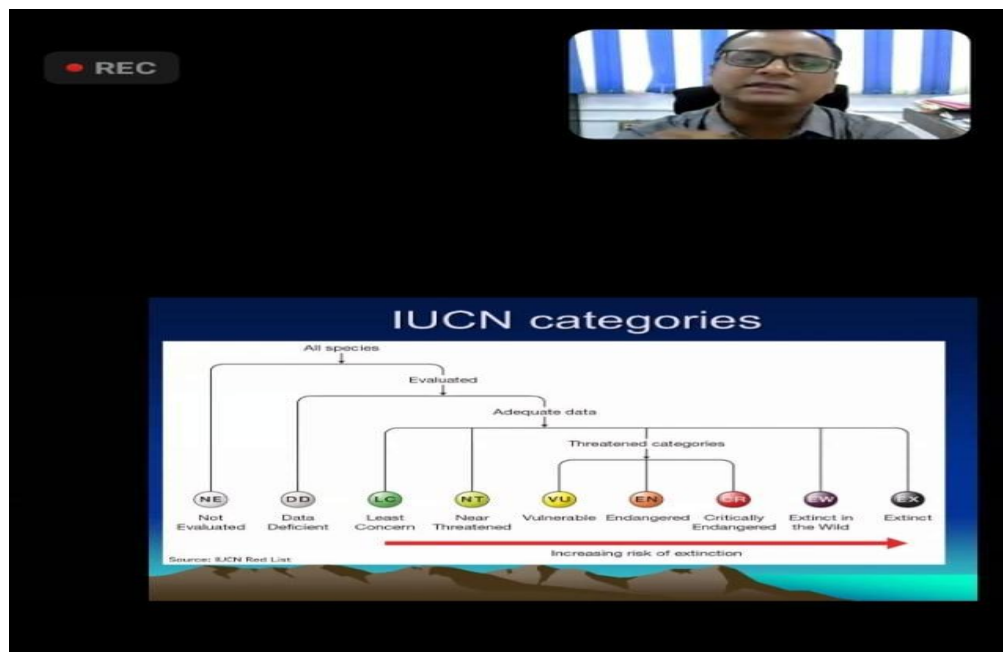 REC
IUCN categories
All species
Evaluated
Adequate data
Threatened categories
NE
DD
LC
NT
VU
EN
CR
EW
EX
Not Evaluated
Data Deficient
Least Concern
Near Threatened
Vulnerable
Endangered
Critically Endangered
Extinct in the Wild
Extinct
Increasing risk of extinction
Source: IUCN Red List